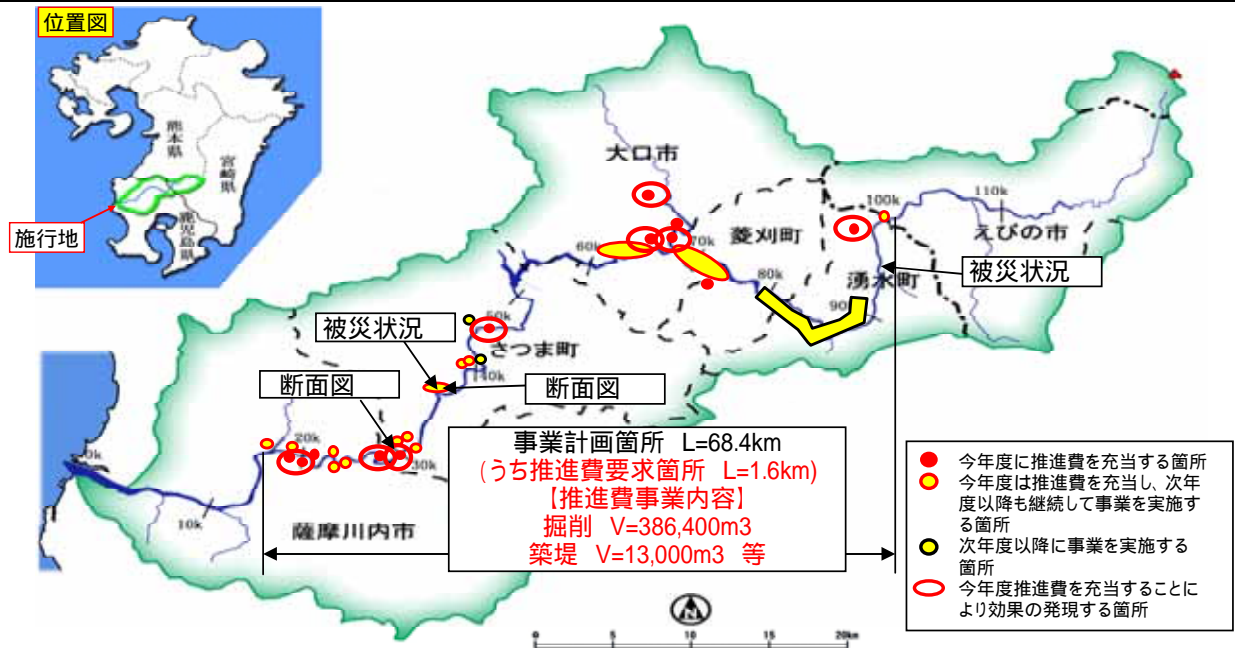 位置図
熊本県
宮崎県
鹿児島県
施行地
大口市
菱刈町
湧水町
えびの市
さつま町
薩摩川内市
0k
10k
20k
30k
40k
50k
60k
70k
80k
90k
100k
110k
被災状況
被災状況
断面図
断面図
事業計画箇所 L=68.4km
(うち推進費要求箇所 L=1.6km)
【推進費事業内容】
掘削 V=386,400m3
築堤 V=13,000m3 等
今年度に推進費を充当する箇所
今年度は推進費を充当し、次年
度以降も継続して事業を実施す
る箇所
次年度以降に事業を実施する
箇所
今年度推進費を充当することに
より効果の発現する箇所
0
5
10
15
20km